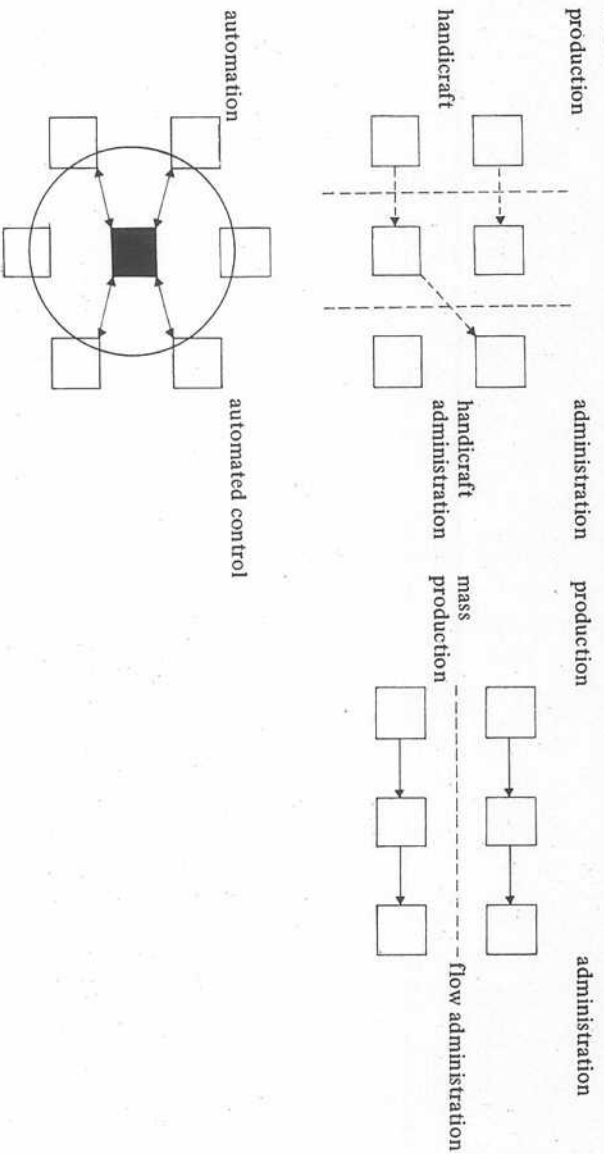 production
administration
production
administration
handicraft
handicraft
administration
mass
production
flow administration
automation
automated control